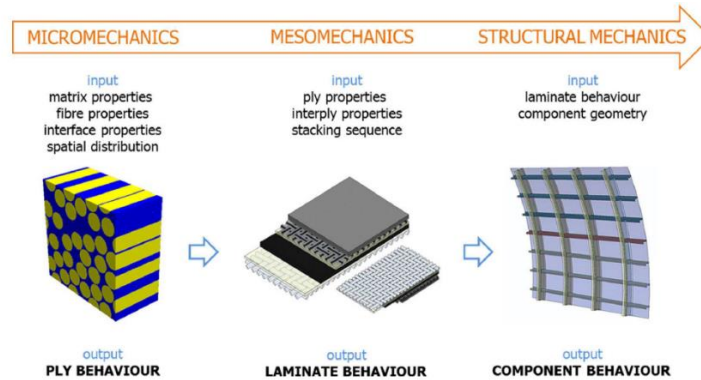 MICROMECHANICS
MESOMECHANICS
STRUCTURAL MECHANICS
input
matrix properties
fibre properties
interface properties
spatial distribution
input
ply properties
interply properties
stacking sequence
input
laminate behaviour
component geometry
output
PLY BEHAVIOUR
output
LAMINATE BEHAVIOUR
output
COMPONENT BEHAVIOUR